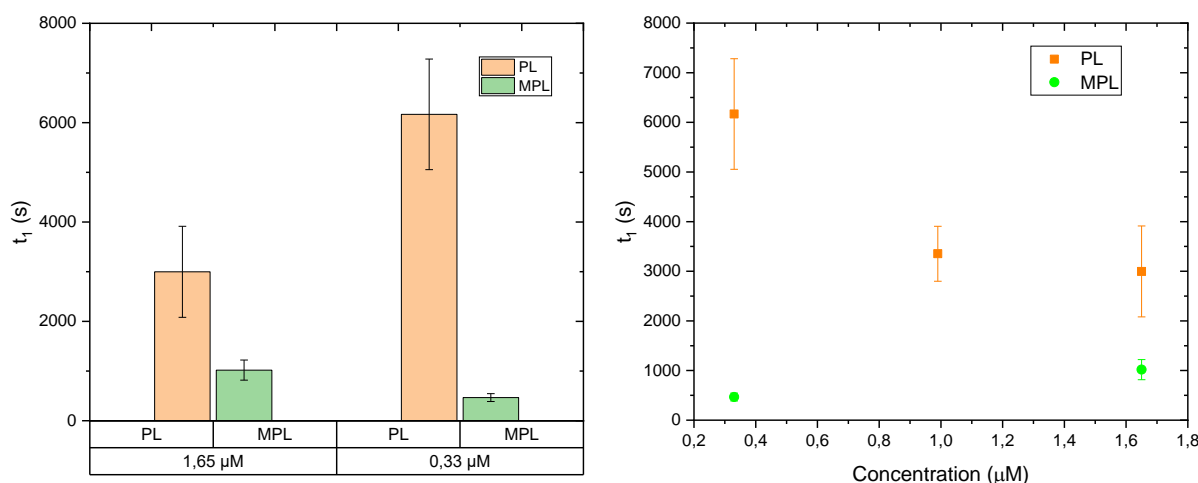 8000
6000
4000
2000
0
t₁ (s)
PL
MPL
PL MPL PL MPL
1,65 µM 0,33 µM
8000
7000
6000
5000
4000
3000
2000
1000
0
t₁ (s)
PL
MPL
0,2 0,4 0,6 0,8 1,0 1,2 1,4 1,6 1,8
Concentration (µM)